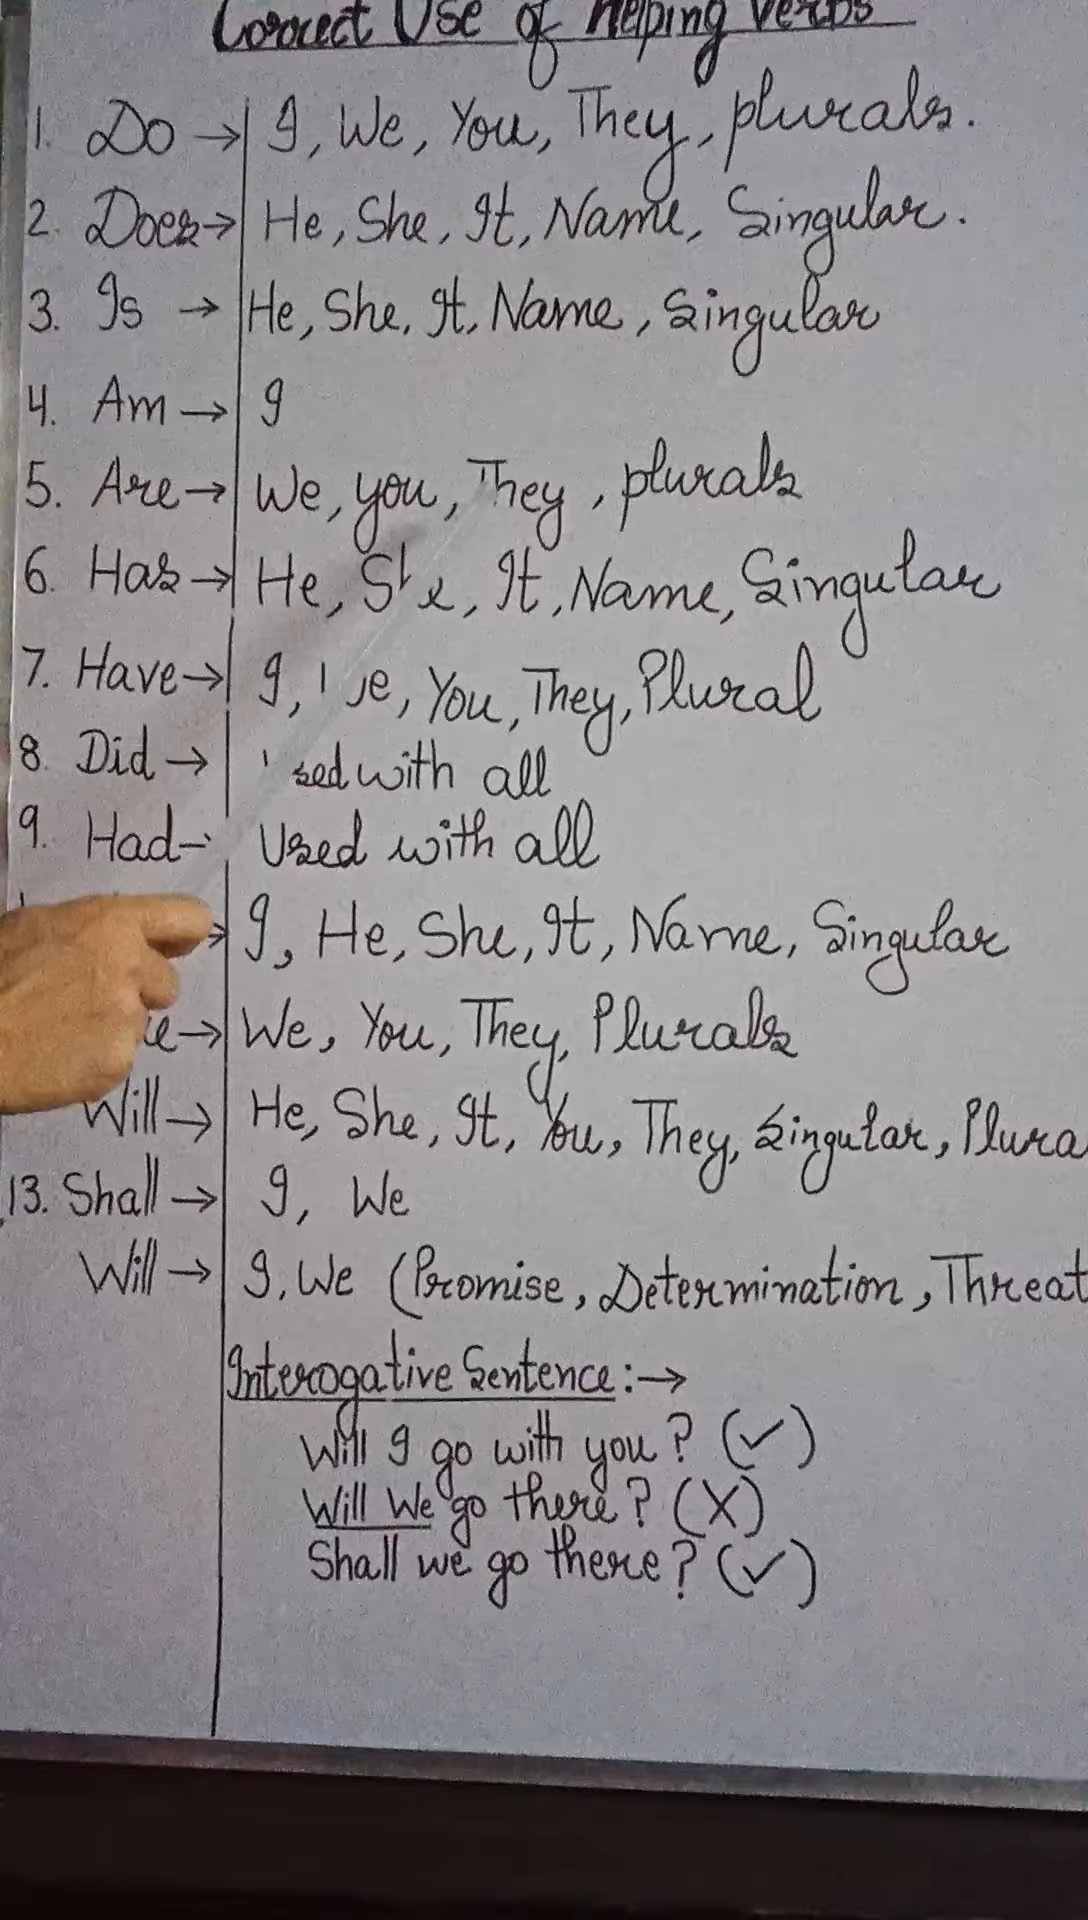 Correct Use of Helping Verbs
1. Do → I, We, You, They, plurals.
2. Does → He, She, It, Name, Singular.
3. Is → He, She, It, Name, Singular
4. Am → I
5. Are → We, you, They, plurals
6. Has → He, She, It, Name, Singular
7. Have → I, We, You, They, Plural
8. Did → Used with all
9. Had - Used with all
→ I, He, She, It, Name, Singular
→ We, You, They, Plurals
Will → He, She, It, You, They, Singular, Plura
13. Shall → I, We
Will → I, We (Promise, Determination, Threat
Interogative Sentence :→
Will I go with you? (✓)
Will We go there? (X)
Shall we go there? (✓)